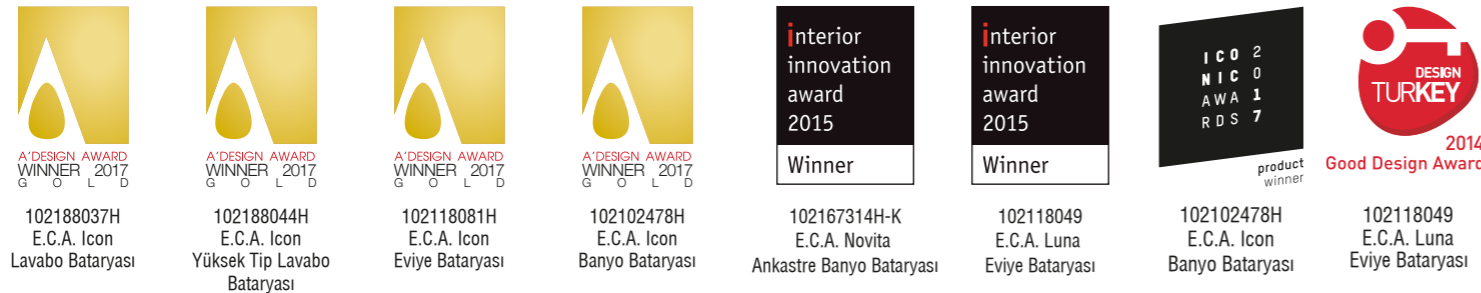 A'DESIGN AWARD
WINNER 2017
GOLD
102188037H
E.C.A. Icon
Lavabo Bataryası
A'DESIGN AWARD
WINNER 2017
GOLD
102188044H
E.C.A. Icon
Yüksek Tip Lavabo
Bataryası
A'DESIGN AWARD
WINNER 2017
GOLD
102118081H
E.C.A. Icon
Eviye Bataryası
A'DESIGN AWARD
WINNER 2017
GOLD
102102478H
E.C.A. Icon
Banyo Bataryası
interior
innovation
award
2015
Winner
102167314H-K
E.C.A. Novita
Ankastre Banyo Bataryası
interior
innovation
award
2015
Winner
102118049
E.C.A. Luna
Eviye Bataryası
ICO 2
NIC 0
AWA 1
RDS 7
product
winner
102102478H
E.C.A. Icon
Banyo Bataryası
DESIGN
TURKEY
2014
Good Design Award
102118049
E.C.A. Luna
Eviye Bataryası